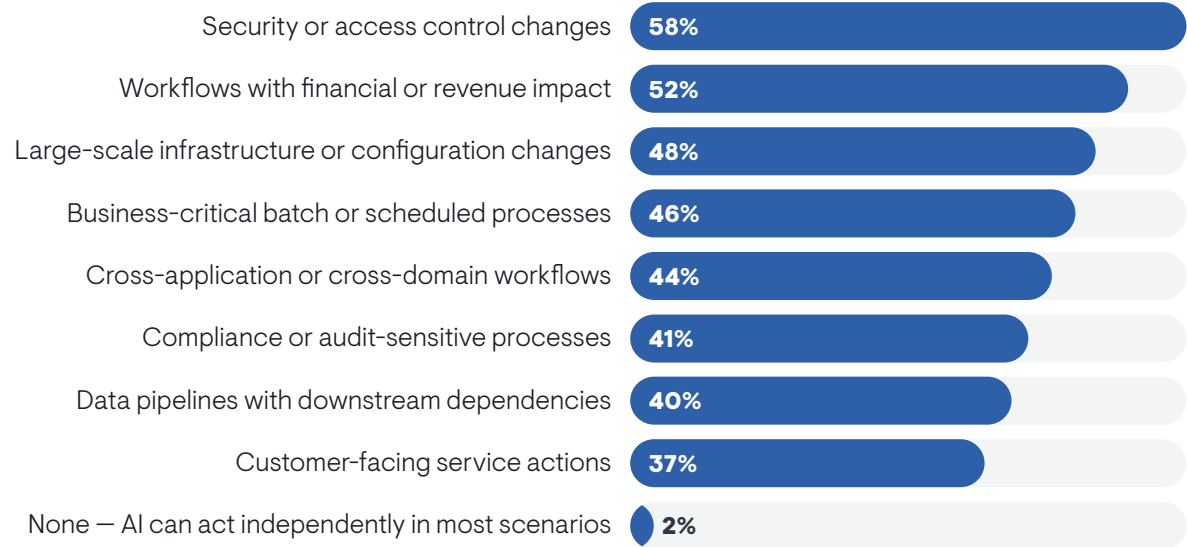 Security or access control changes 58%
Workflows with financial or revenue impact 52%
Large-scale infrastructure or configuration changes 48%
Business-critical batch or scheduled processes 46%
Cross-application or cross-domain workflows 44%
Compliance or audit-sensitive processes 41%
Data pipelines with downstream dependencies 40%
Customer-facing service actions 37%
None — AI can act independently in most scenarios 2%